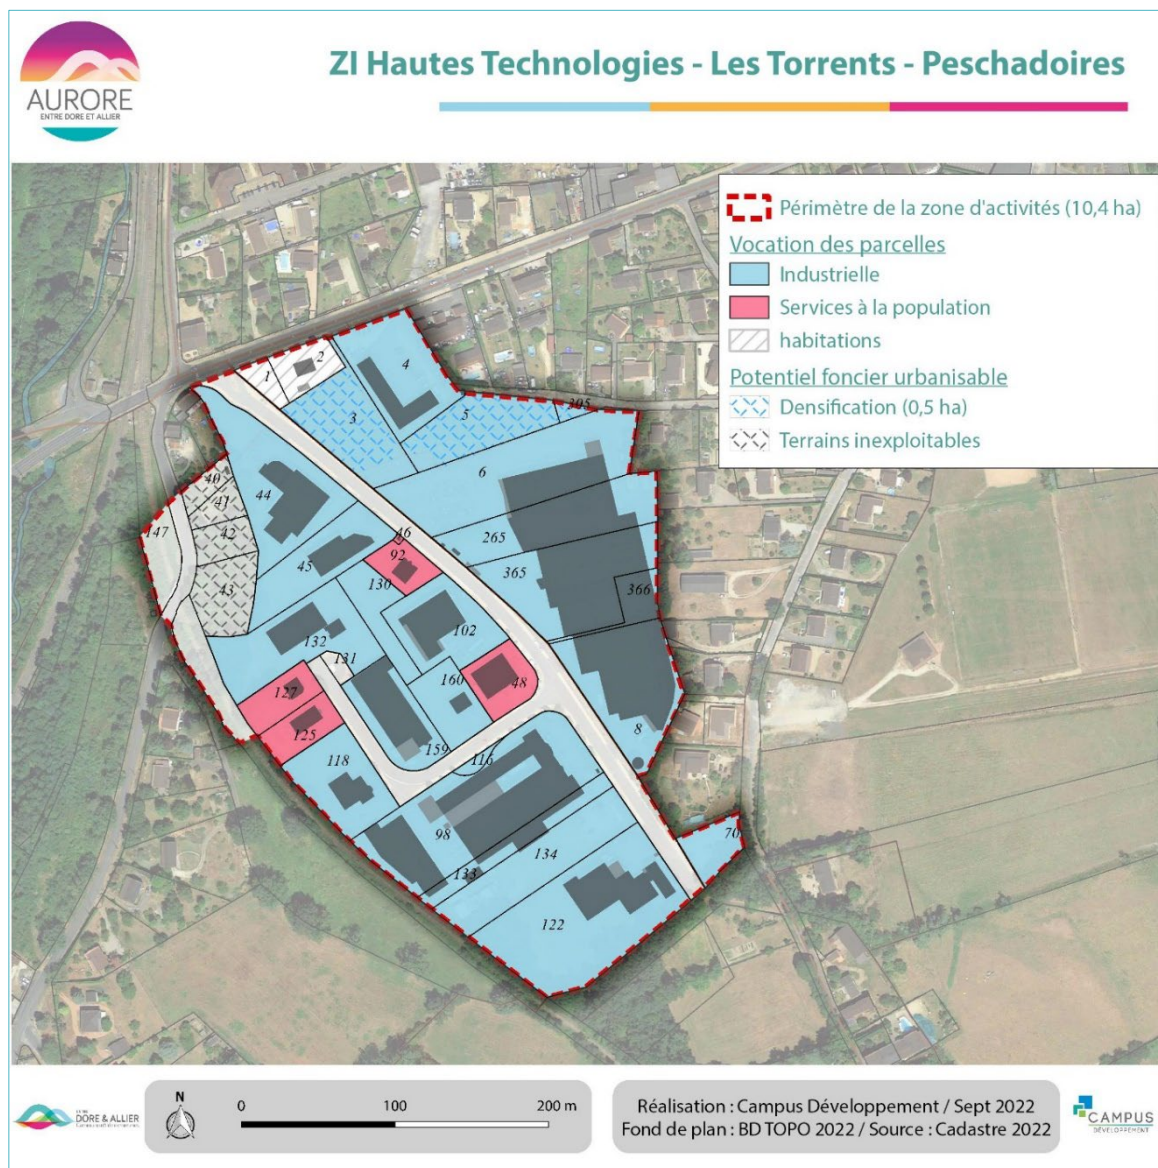 AURORE
ENTRE DORE ET ALLIER
ZI Hautes Technologies - Les Torrents - Peschadoires
Périmètre de la zone d'activités (10,4 ha)
Vocation des parcelles
Industrielle
Services à la population
habitations
Potentiel foncier urbanisable
Densification (0,5 ha)
Terrains inexploitables
1
2
3
4
5
395
6
40
41
42
43
44
147
45
46
92
130
265
365
366
102
132
131
127
125
160
48
159
116
118
8
98
133
134
70
122
DORE & ALLIER
N
0
100
200 m
Réalisation : Campus Développement / Sept 2022
Fond de plan : BD TOPO 2022 / Source : Cadastre 2022
CAMPUS
DÉVELOPPEMENT